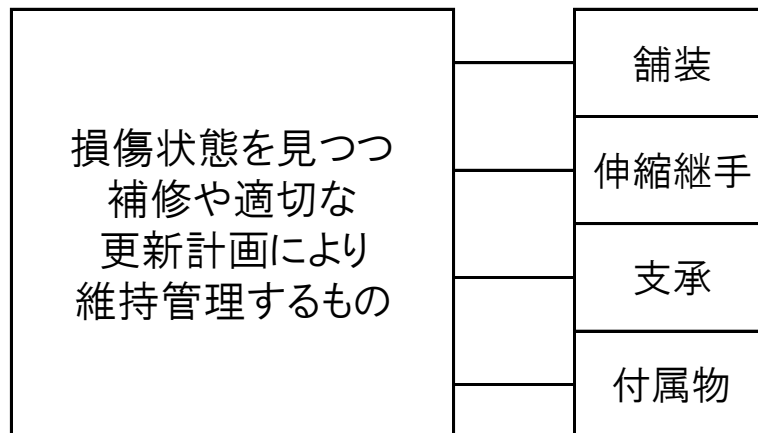 損傷状態を見つつ
補修や適切な
更新計画により
維持管理するもの
舗装
伸縮継手
支承
付属物